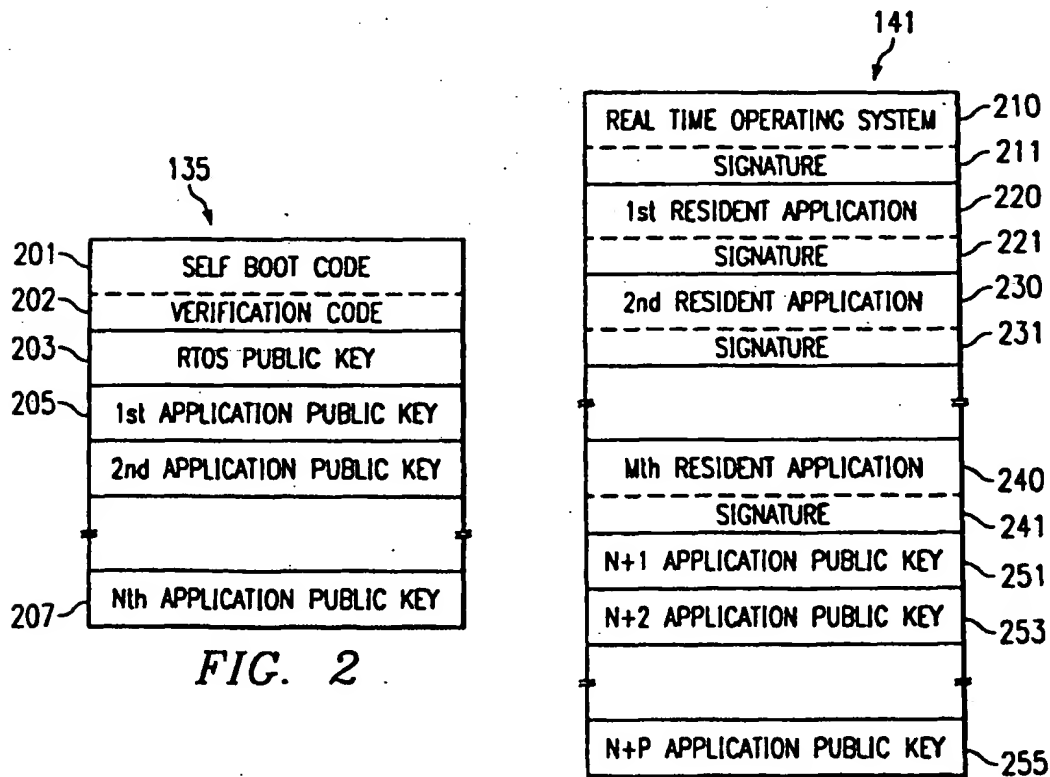 135
201
SELF BOOT CODE
202
VERIFICATION CODE
203
RTOS PUBLIC KEY
205
1st APPLICATION PUBLIC KEY
2nd APPLICATION PUBLIC KEY
207
Nth APPLICATION PUBLIC KEY
FIG. 2
141
REAL TIME OPERATING SYSTEM
210
SIGNATURE
211
1st RESIDENT APPLICATION
220
SIGNATURE
221
2nd RESIDENT APPLICATION
230
SIGNATURE
231
Mth RESIDENT APPLICATION
240
SIGNATURE
241
N+1 APPLICATION PUBLIC KEY
251
N+2 APPLICATION PUBLIC KEY
253
N+P APPLICATION PUBLIC KEY
255